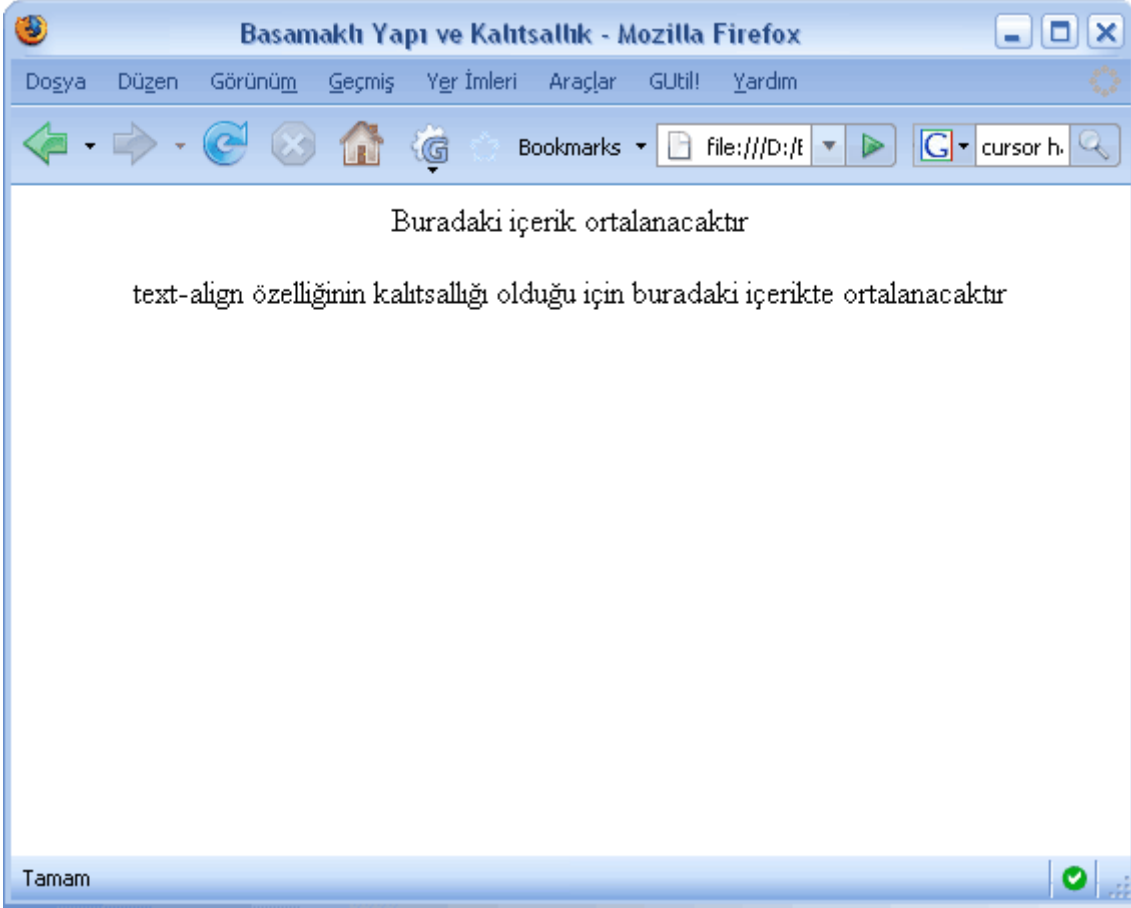 Basamaklı Yapı ve Kalıtsallık - Mozilla Firefox
Dosya Düzen Görünüm Geçmiş Yer İmleri Araçlar GUtil! Yardım
Bookmarks file:///D:/ G cursor h
Buradaki içerik ortalanacaktır
text-align özelliğinin kalıtsallığı olduğu için buradaki içerikte ortalanacaktır
Tamam